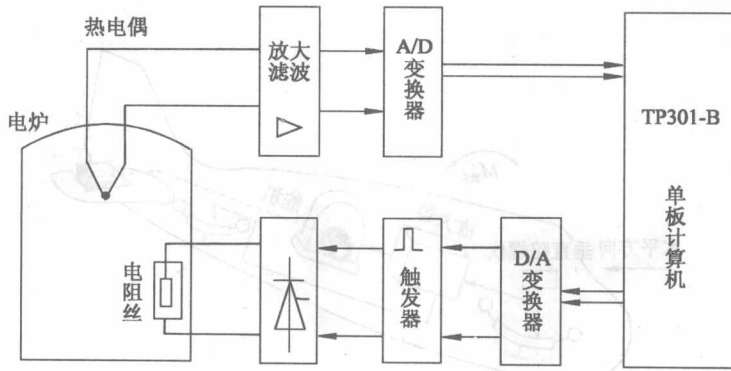 热电偶
放大
滤波
A/D
变换器
TP301-B
单板计算机
电炉
电阻丝
触发器
D/A
变换器